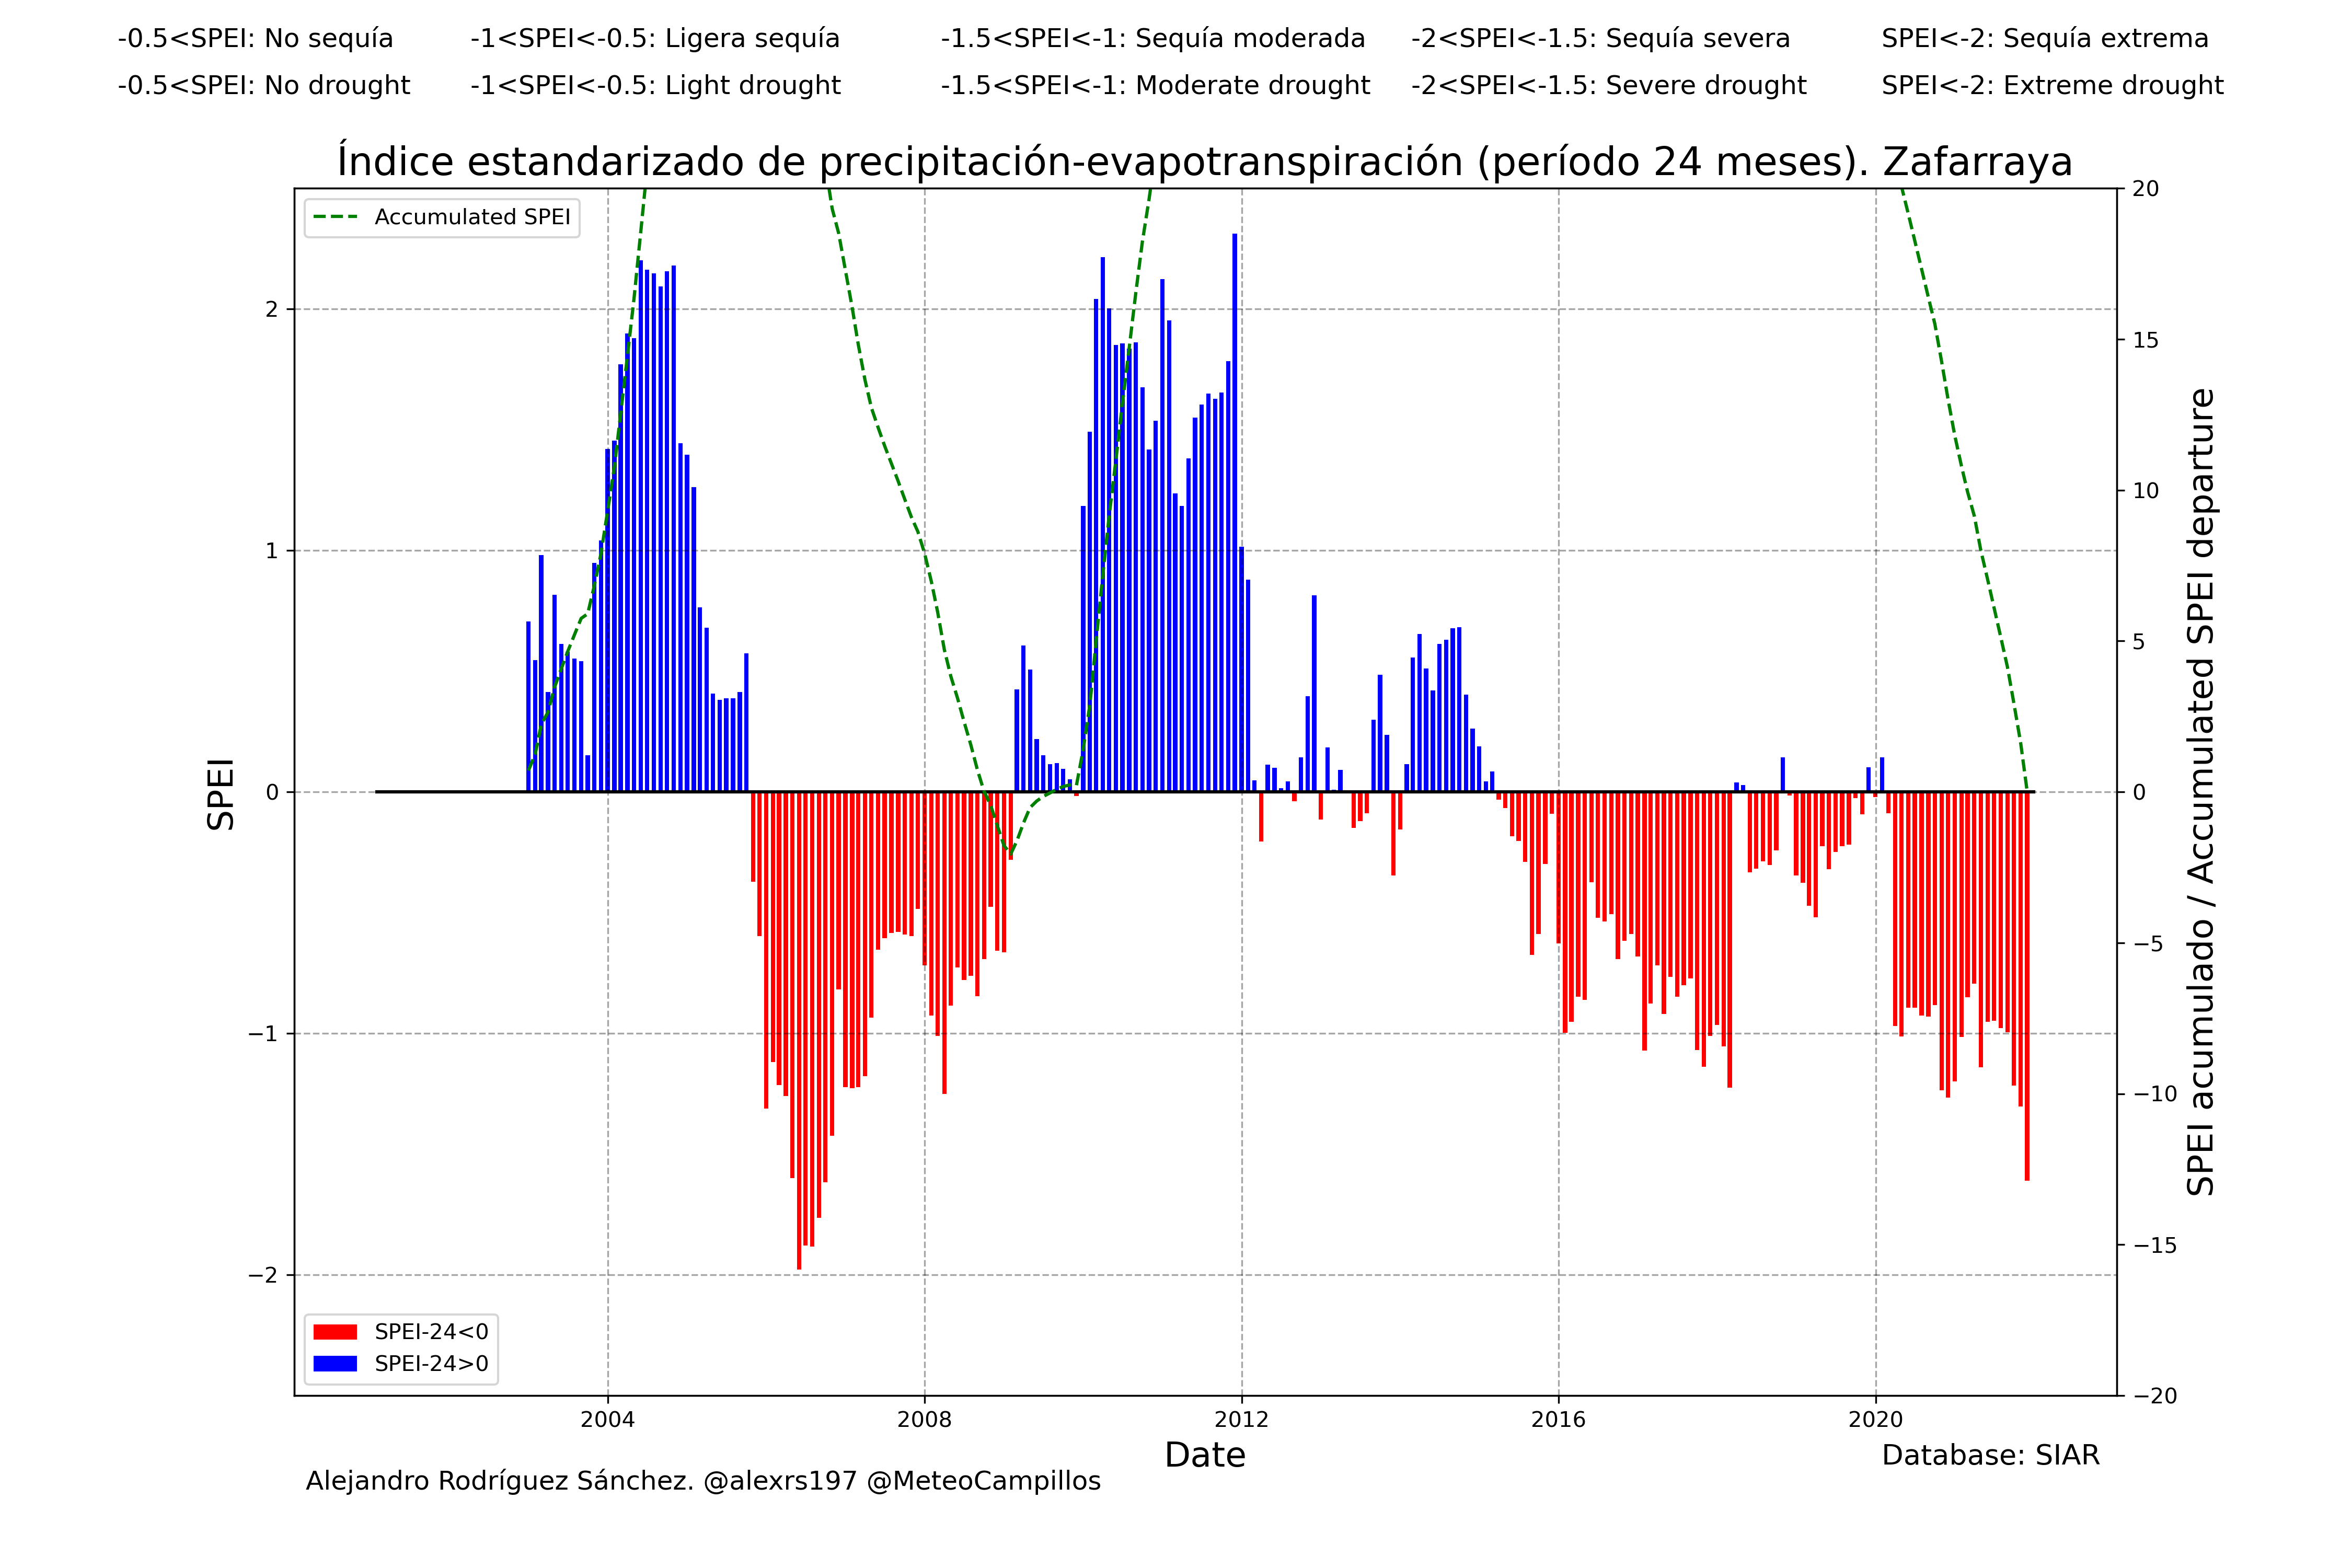 -0.5<SPEI: No sequía -1<SPEI<-0.5: Ligera sequía -1.5<SPEI<-1: Sequía moderada -2<SPEI<-1.5: Sequía severa SPEI<-2: Sequía extrema
-0.5<SPEI: No drought -1<SPEI<-0.5: Light drought -1.5<SPEI<-1: Moderate drought -2<SPEI<-1.5: Severe drought SPEI<-2: Extreme drought
Índice estandarizado de precipitación-evapotranspiración (período 24 meses). Zafarraya
Accumulated SPEI
SPEI
2
1
0
−1
−2
20
15
10
5
0
−5
−10
−15
−20
SPEI acumulado / Accumulated SPEI departure
SPEI-24<0
SPEI-24>0
2004 2008 2012 2016 2020
Date
Database: SIAR
Alejandro Rodríguez Sánchez. @alexrs197 @MeteoCampillos